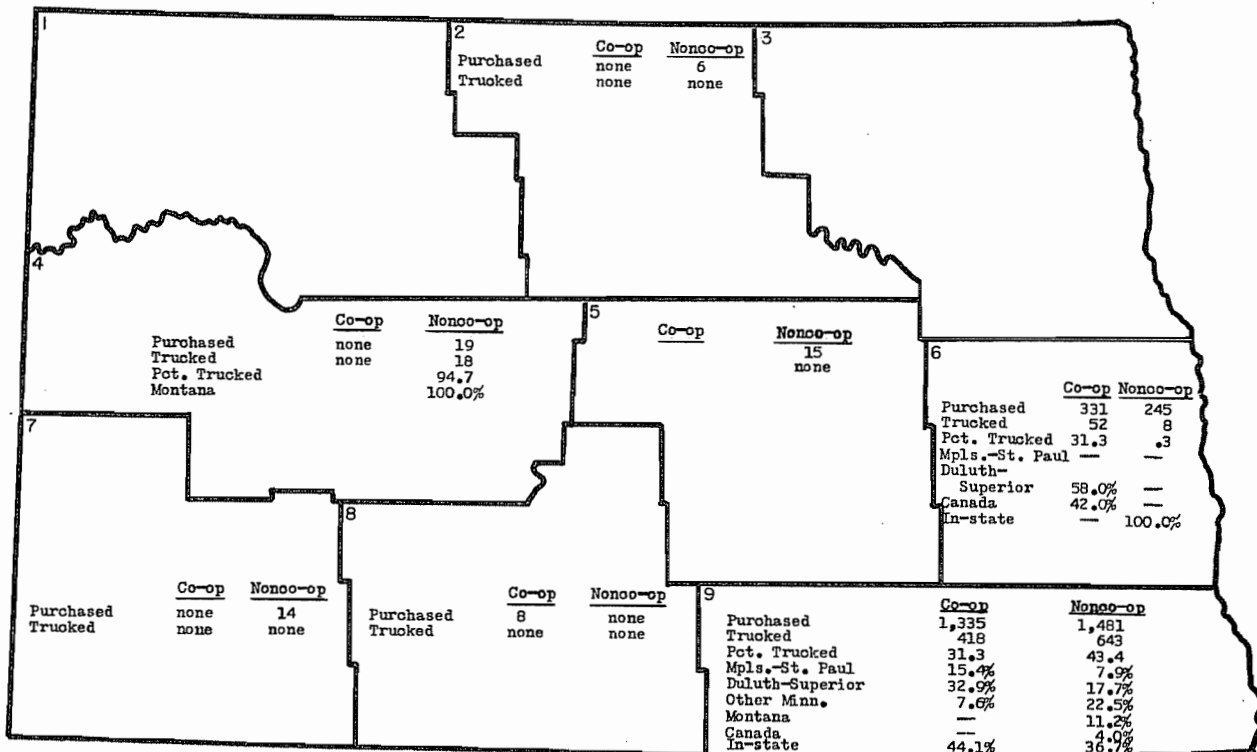 1
2
Co-op Nonco-op
Purchased none 6
Trucked none none
3
4
Co-op Nonco-op
Purchased none 19
Trucked none 18
Pct. Trucked 94.7
Montana 100.0%
5
Co-op Nonco-op
15
none
6
Co-op Nonco-op
Purchased 331 245
Trucked 52 8
Pct. Trucked 31.3 .3
Mpls.-St. Paul — —
Duluth-
Superior 58.0% —
Canada 42.0% —
In-state — 100.0%
7
Co-op Nonco-op
Purchased none 14
Trucked none none
8
Co-op Nonco-op
Purchased 8 none
Trucked none none
9
Co-op Nonco-op
Purchased 1,335 1,481
Trucked 418 643
Pct. Trucked 31.3 43.4
Mpls.-St. Paul 15.4% 7.9%
Duluth-Superior 32.9% 17.7%
Other Minn. 7.6% 22.5%
Montana — 11.2%
Canada — 4.0%
In-state 44.1% 36.7%